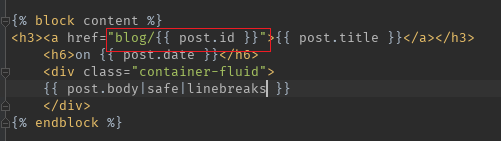 {% block content %}
<h3><a href="blog/{{ post.id }}">{{ post.title }}</a></h3>
<h6>on {{ post.date }}</h6>
<div class="container-fluid">
{{ post.body|safe|linebreaks }}
</div>
{% endblock %}